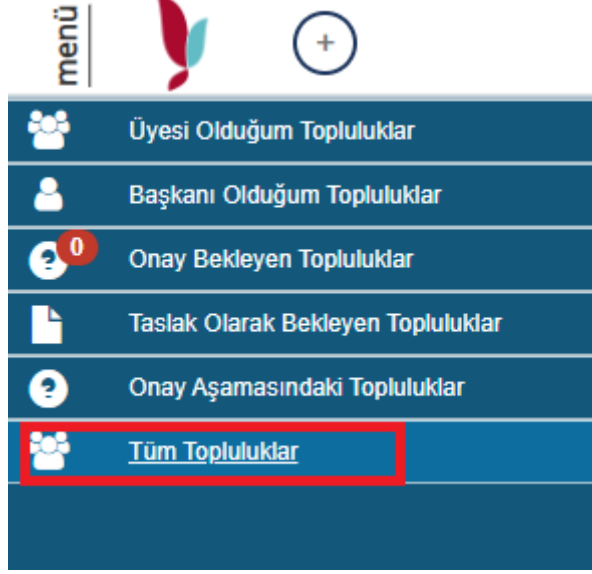 menü
+
Üyesi Olduğum Topluluklar
Başkanı Olduğum Topluluklar
?
0
Onay Bekleyen Topluluklar
Taslak Olarak Bekleyen Topluluklar
?
Onay Aşamasındaki Topluluklar
Tüm Topluluklar